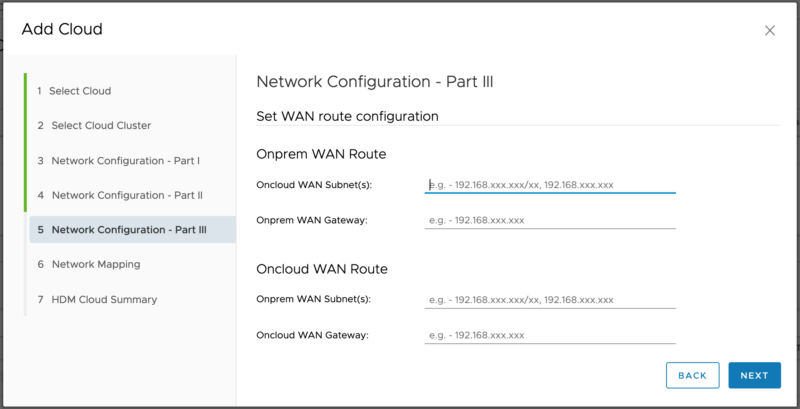 Add Cloud
1 Select Cloud
2 Select Cloud Cluster
3 Network Configuration - Part I
4 Network Configuration - Part II
5 Network Configuration - Part III
6 Network Mapping
7 HDM Cloud Summary
Network Configuration - Part III
Set WAN route configuration
Onprem WAN Route
Oncloud WAN Subnet(s): e.g. - 192.168.xxx.xxx/xx, 192.168.xxx.xxx
Onprem WAN Gateway: e.g. - 192.168.xxx.xxx
Oncloud WAN Route
Onprem WAN Subnet(s): e.g. - 192.168.xxx.xxx/xx, 192.168.xxx.xxx
Oncloud WAN Gateway: e.g. - 192.168.xxx.xxx
BACK NEXT